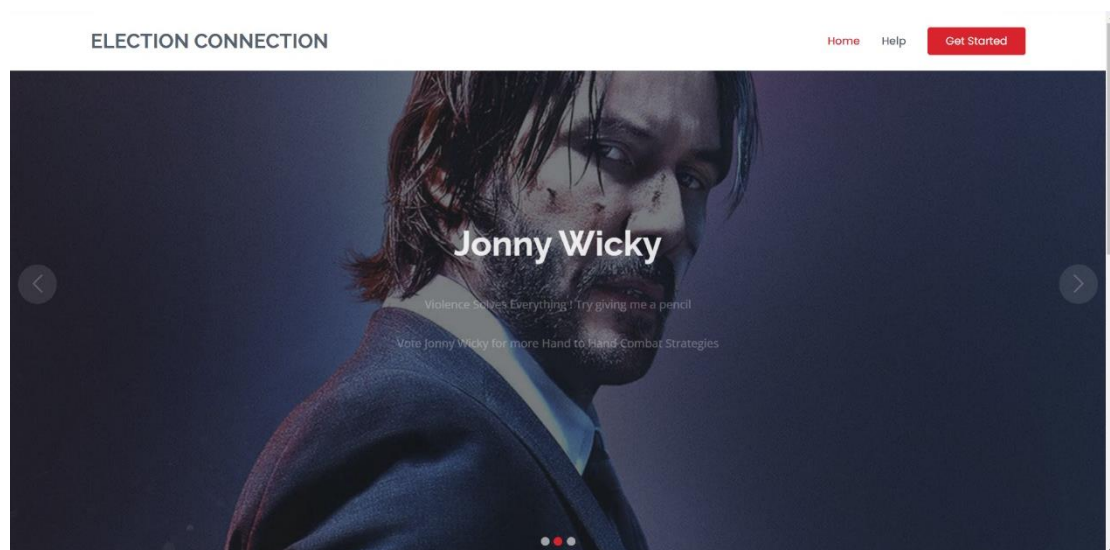 ELECTION CONNECTION
Home Help Get Started
Jonny Wicky
Violence Solves Everything ! Try giving me a pencil
Vote Jonny Wicky for more Hand to Hand Combat Strategies